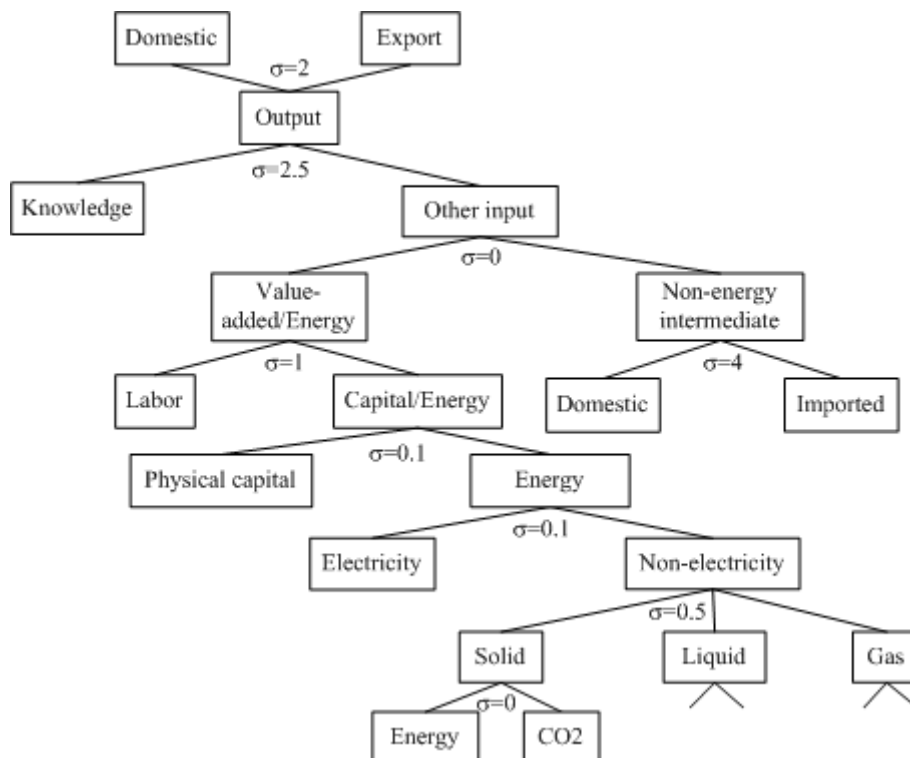 Domestic
Export
σ=2
Output
σ=2.5
Knowledge
Other input
σ=0
Value-
added/Energy
Non-energy
intermediate
σ=1
σ=4
Labor
Capital/Energy
Domestic
Imported
σ=0.1
Physical capital
Energy
σ=0.1
Electricity
Non-electricity
σ=0.5
Solid
Liquid
Gas
σ=0
Energy
CO2